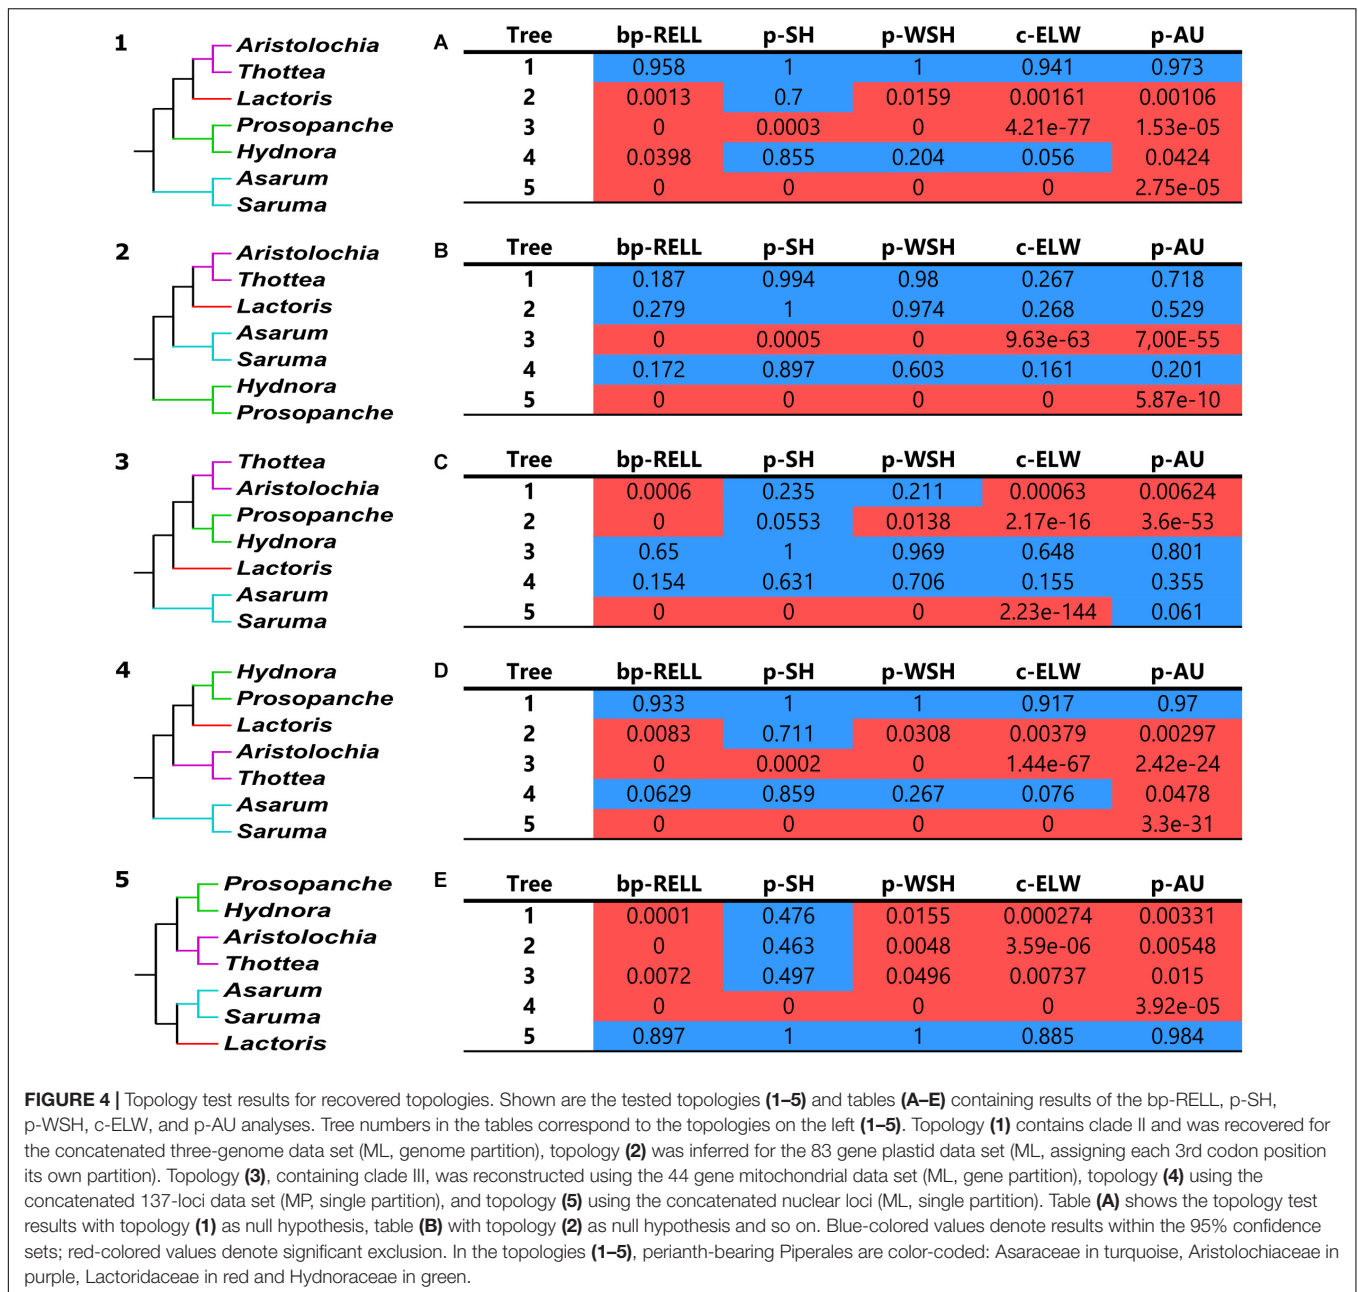 1
Aristolochia
Thottea
Lactoris
Prosopanche
Hydnora
Asarum
Saruma
A
Tree bp-RELL p-SH p-WSH c-ELW p-AU
1 0.958 1 1 0.941 0.973
2 0.0013 0.7 0.0159 0.00161 0.00106
3 0 0.0003 0 4.21e-77 1.53e-05
4 0.0398 0.855 0.204 0.056 0.0424
5 0 0 0 0 2.75e-05
2
Aristolochia
Thottea
Lactoris
Asarum
Saruma
Hydnora
Prosopanche
B
Tree bp-RELL p-SH p-WSH c-ELW p-AU
1 0.187 0.994 0.98 0.267 0.718
2 0.279 1 0.974 0.268 0.529
3 0 0.0005 0 9.63e-63 7,00E-55
4 0.172 0.897 0.603 0.161 0.201
5 0 0 0 0 5.87e-10
3
Thottea
Aristolochia
Prosopanche
Hydnora
Lactoris
Asarum
Saruma
C
Tree bp-RELL p-SH p-WSH c-ELW p-AU
1 0.0006 0.235 0.211 0.00063 0.00624
2 0 0.0553 0.0138 2.17e-16 3.6e-53
3 0.65 1 0.969 0.648 0.801
4 0.154 0.631 0.706 0.155 0.355
5 0 0 0 2.23e-144 0.061
4
Hydnora
Prosopanche
Lactoris
Aristolochia
Thottea
Asarum
Saruma
D
Tree bp-RELL p-SH p-WSH c-ELW p-AU
1 0.933 1 1 0.917 0.97
2 0.0083 0.711 0.0308 0.00379 0.00297
3 0 0.0002 0 1.44e-67 2.42e-24
4 0.0629 0.859 0.267 0.076 0.0478
5 0 0 0 0 3.3e-31
5
Prosopanche
Hydnora
Aristolochia
Thottea
Asarum
Saruma
Lactoris
E
Tree bp-RELL p-SH p-WSH c-ELW p-AU
1 0.0001 0.476 0.0155 0.000274 0.00331
2 0 0.463 0.0048 3.59e-06 0.00548
3 0.0072 0.497 0.0496 0.00737 0.015
4 0 0 0 0 3.92e-05
5 0.897 1 1 0.885 0.984
FIGURE 4 | Topology test results for recovered topologies. Shown are the tested topologies (1–5) and tables (A–E) containing results of the bp-RELL, p-SH,
p-WSH, c-ELW, and p-AU analyses. Tree numbers in the tables correspond to the topologies on the left (1–5). Topology (1) contains clade II and was recovered for
the concatenated three-genome data set (ML, genome partition), topology (2) was inferred for the 83 gene plastid data set (ML, assigning each 3rd codon position
its own partition). Topology (3), containing clade III, was reconstructed using the 44 gene mitochondrial data set (ML, gene partition), topology (4) using the
concatenated 137-loci data set (MP, single partition), and topology (5) using the concatenated nuclear loci (ML, single partition). Table (A) shows the topology test
results with topology (1) as null hypothesis, table (B) with topology (2) as null hypothesis and so on. Blue-colored values denote results within the 95% confidence
sets; red-colored values denote significant exclusion. In the topologies (1–5), perianth-bearing Piperales are color-coded: Asaraceae in turquoise, Aristolochiaceae in
purple, Lactoridaceae in red and Hydnoraceae in green.